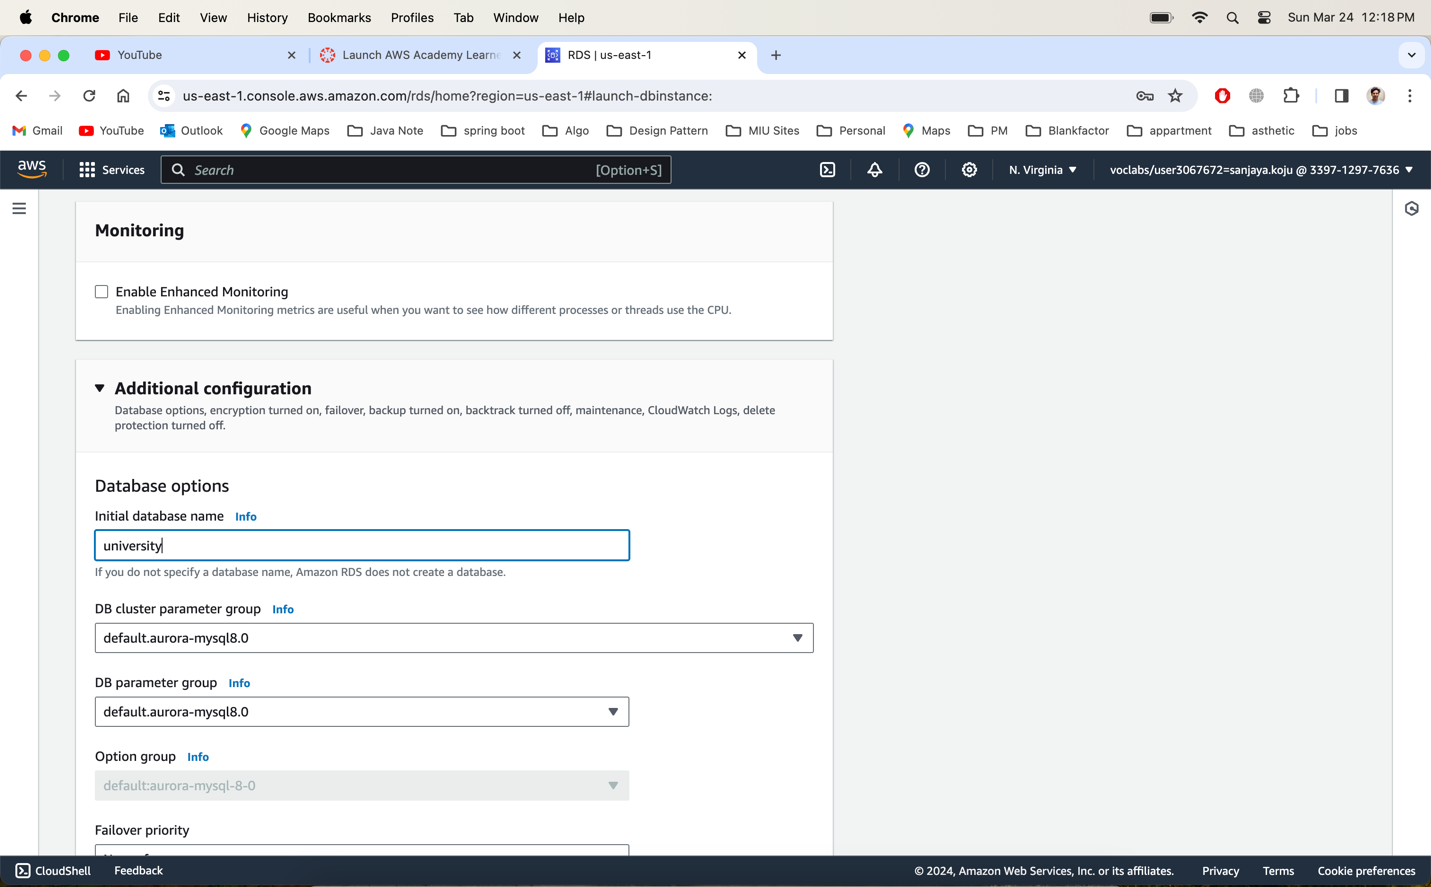 Chrome File Edit View History Bookmarks Profiles Tab Window Help Sun Mar 24 12:18 PM
YouTube Launch AWS Academy Learne RDS | us-east-1
us-east-1.console.aws.amazon.com/rds/home?region=us-east-1#launch-dbinstance:
Gmail YouTube Outlook Google Maps Java Note spring boot Algo Design Pattern MIU Sites Personal Maps PM Blankfactor appartment asthetic jobs
aws Services Search [Option+S] N. Virginia voclabs/user3067672=sanjaya.koju @ 3397-1297-7636
Monitoring
Enable Enhanced Monitoring
Enabling Enhanced Monitoring metrics are useful when you want to see how different processes or threads use the CPU.
Additional configuration
Database options, encryption turned on, failover, backup turned on, backtrack turned off, maintenance, CloudWatch Logs, delete
protection turned off.
Database options
Initial database name Info
university
If you do not specify a database name, Amazon RDS does not create a database.
DB cluster parameter group Info
default.aurora-mysql8.0
DB parameter group Info
default.aurora-mysql8.0
Option group Info
default:aurora-mysql-8-0
Failover priority
CloudShell Feedback © 2024, Amazon Web Services, Inc. or its affiliates. Privacy Terms Cookie preferences